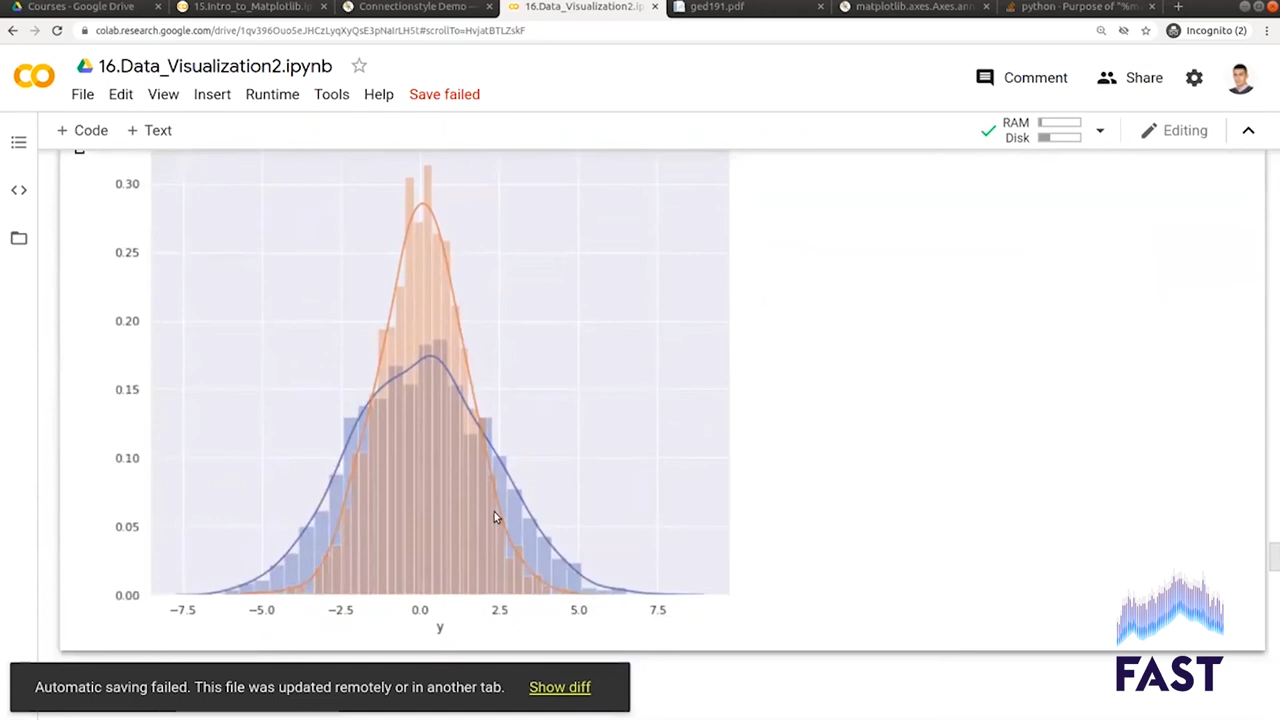 Courses - Google Drive
15.Intro_to_Matplotlib.ip
Connectionstyle Demo —
16.Data_Visualization2.ip
ged191.pdf
matplotlib.axes.Axes.ann
python - Purpose of "%m
colab.research.google.com/drive/1qv396Ouo5eJHCzLyqXyQsE3pNaIrLH5t#scrollTo=HvjatBTLZskF
Incognito (2)
CO
16.Data_Visualization2.ipynb
Comment
Share
File Edit View Insert Runtime Tools Help Save failed
+ Code + Text
RAM
Disk
Editing
0.30
0.25
0.20
0.15
0.10
0.05
0.00
−7.5 −5.0 −2.5 0.0 2.5 5.0 7.5
y
Automatic saving failed. This file was updated remotely or in another tab. Show diff
FAST